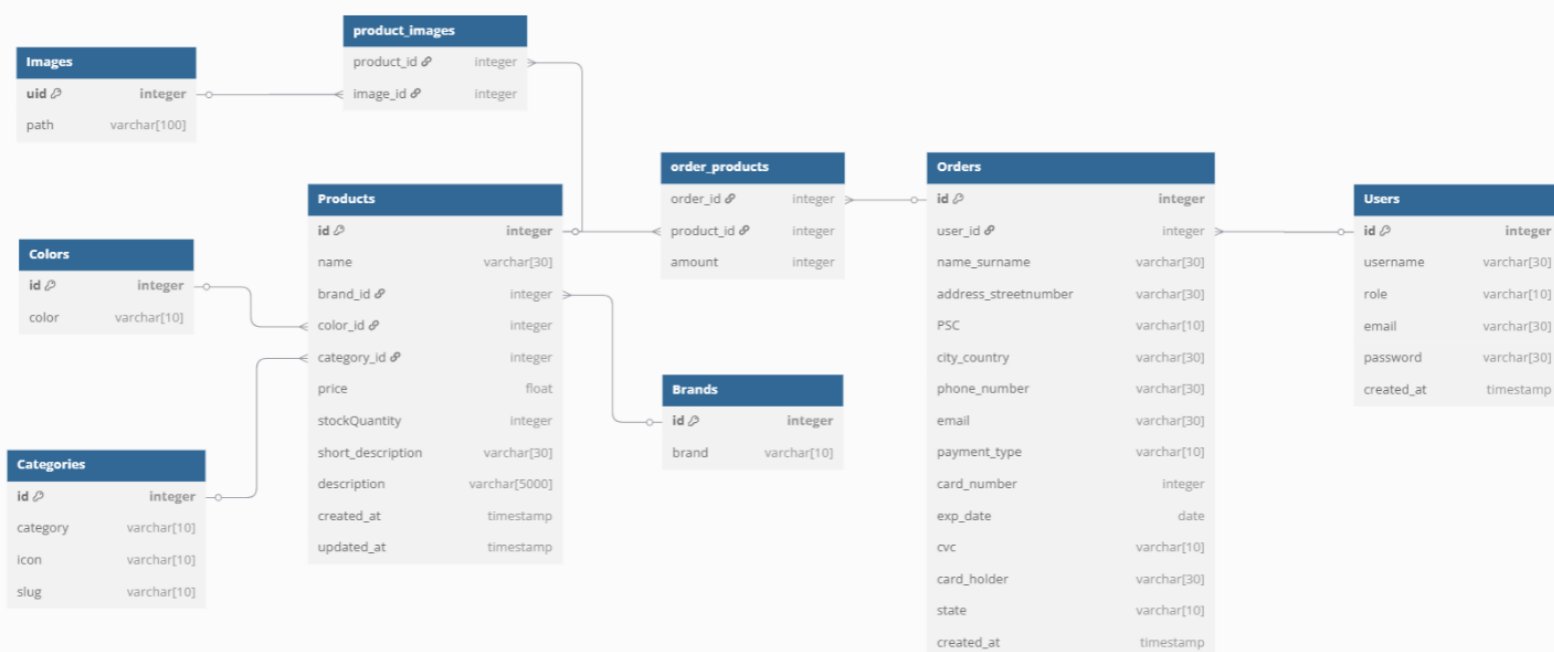 product_images
product_id integer
image_id integer
Images
uid integer
path varchar[100]
order_products
order_id integer
product_id integer
amount integer
Orders
id integer
user_id integer
name_surname varchar[30]
address_streetnumber varchar[30]
PSC varchar[10]
city_country varchar[30]
phone_number varchar[30]
email varchar[30]
payment_type varchar[10]
card_number integer
exp_date date
cvc varchar[10]
card_holder varchar[30]
state varchar[10]
created_at timestamp
Users
id integer
username varchar[30]
role varchar[10]
email varchar[30]
password varchar[30]
created_at timestamp
Products
id integer
name varchar[30]
brand_id integer
color_id integer
category_id integer
price float
stockQuantity integer
short_description varchar[30]
description varchar[5000]
created_at timestamp
updated_at timestamp
Colors
id integer
color varchar[10]
Brands
id integer
brand varchar[10]
Categories
id integer
category varchar[10]
icon varchar[10]
slug varchar[10]